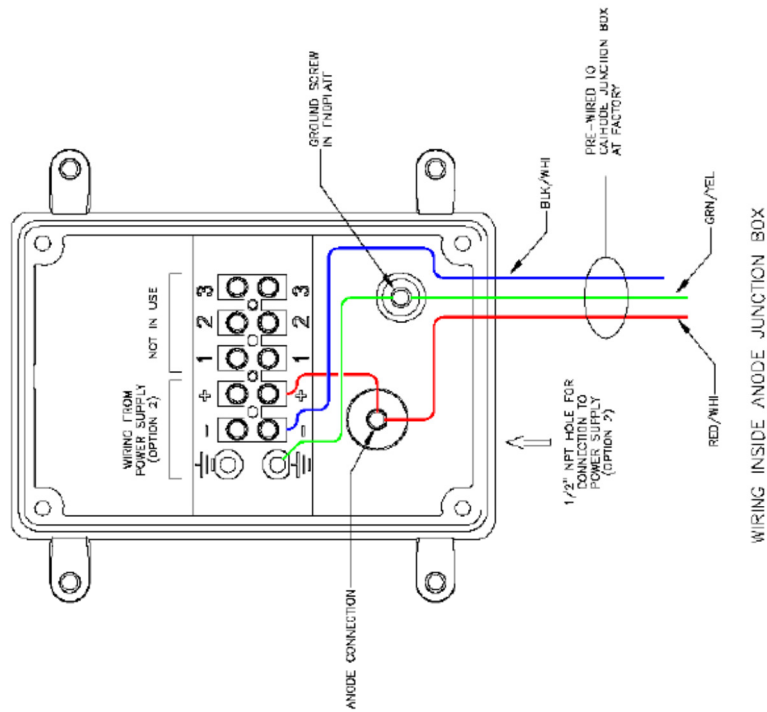 WIRING FROM
POWER SUPPLY
(OPTION 2)
NOT IN USE
- + 1 2 3
- + 1 2 3
ANODE CONNECTION
GROUND SCREW
IN ENDPLATE
1/2" NPT HOLE FOR
CONNECTION TO
POWER SUPPLY
(OPTION 2)
BLK/WHI
PRE-WIRED TO
CATHODE JUNCTION BOX
AT FACTORY
RED/WHI
GRN/YEL
WIRING INSIDE ANODE JUNCTION BOX